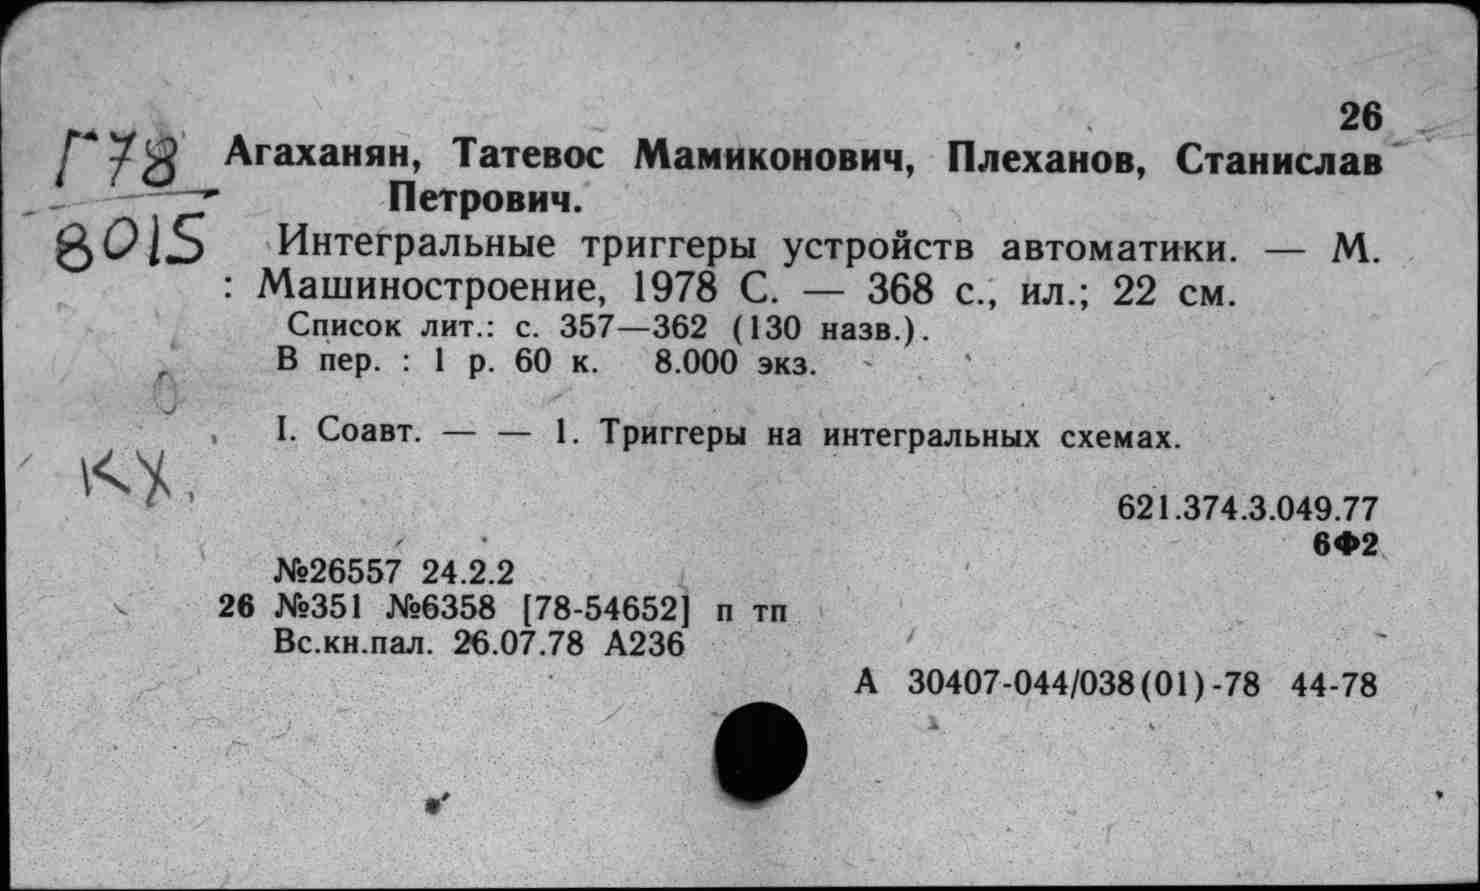 26
Г78
8015
Агаханян, Татевос Мамиконович, Плеханов, Станислав
Петрович.
Интегральные триггеры устройств автоматики. — М.
: Машиностроение, 1978 С. — 368 с., ил.; 22 см.
Список лит.: с. 357—362 (130 назв.).
В пер. : 1 р. 60 к. 8.000 экз.
I. Соавт. — — 1. Триггеры на интегральных схемах.
КХ.
621.374.3.049.77
6Ф2
№26557 24.2.2
26 №351 №6358 [78-54652] п тп
Вс.кн.пал. 26.07.78 А236
А 30407-044/038(01)-78 44-78